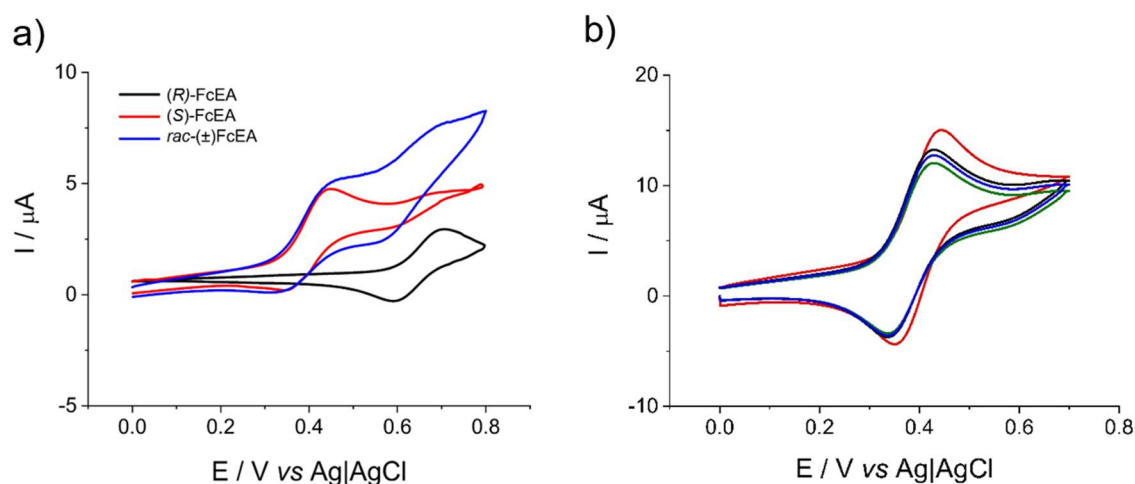 a)
10
5
0
-5
I / μA
(R)-FcEA
(S)-FcEA
rac-(±)FcEA
0.0 0.2 0.4 0.6 0.8
E / V vs Ag|AgCl
b)
20
10
0
-10
I / μA
0.0 0.2 0.4 0.6 0.8
E / V vs Ag|AgCl